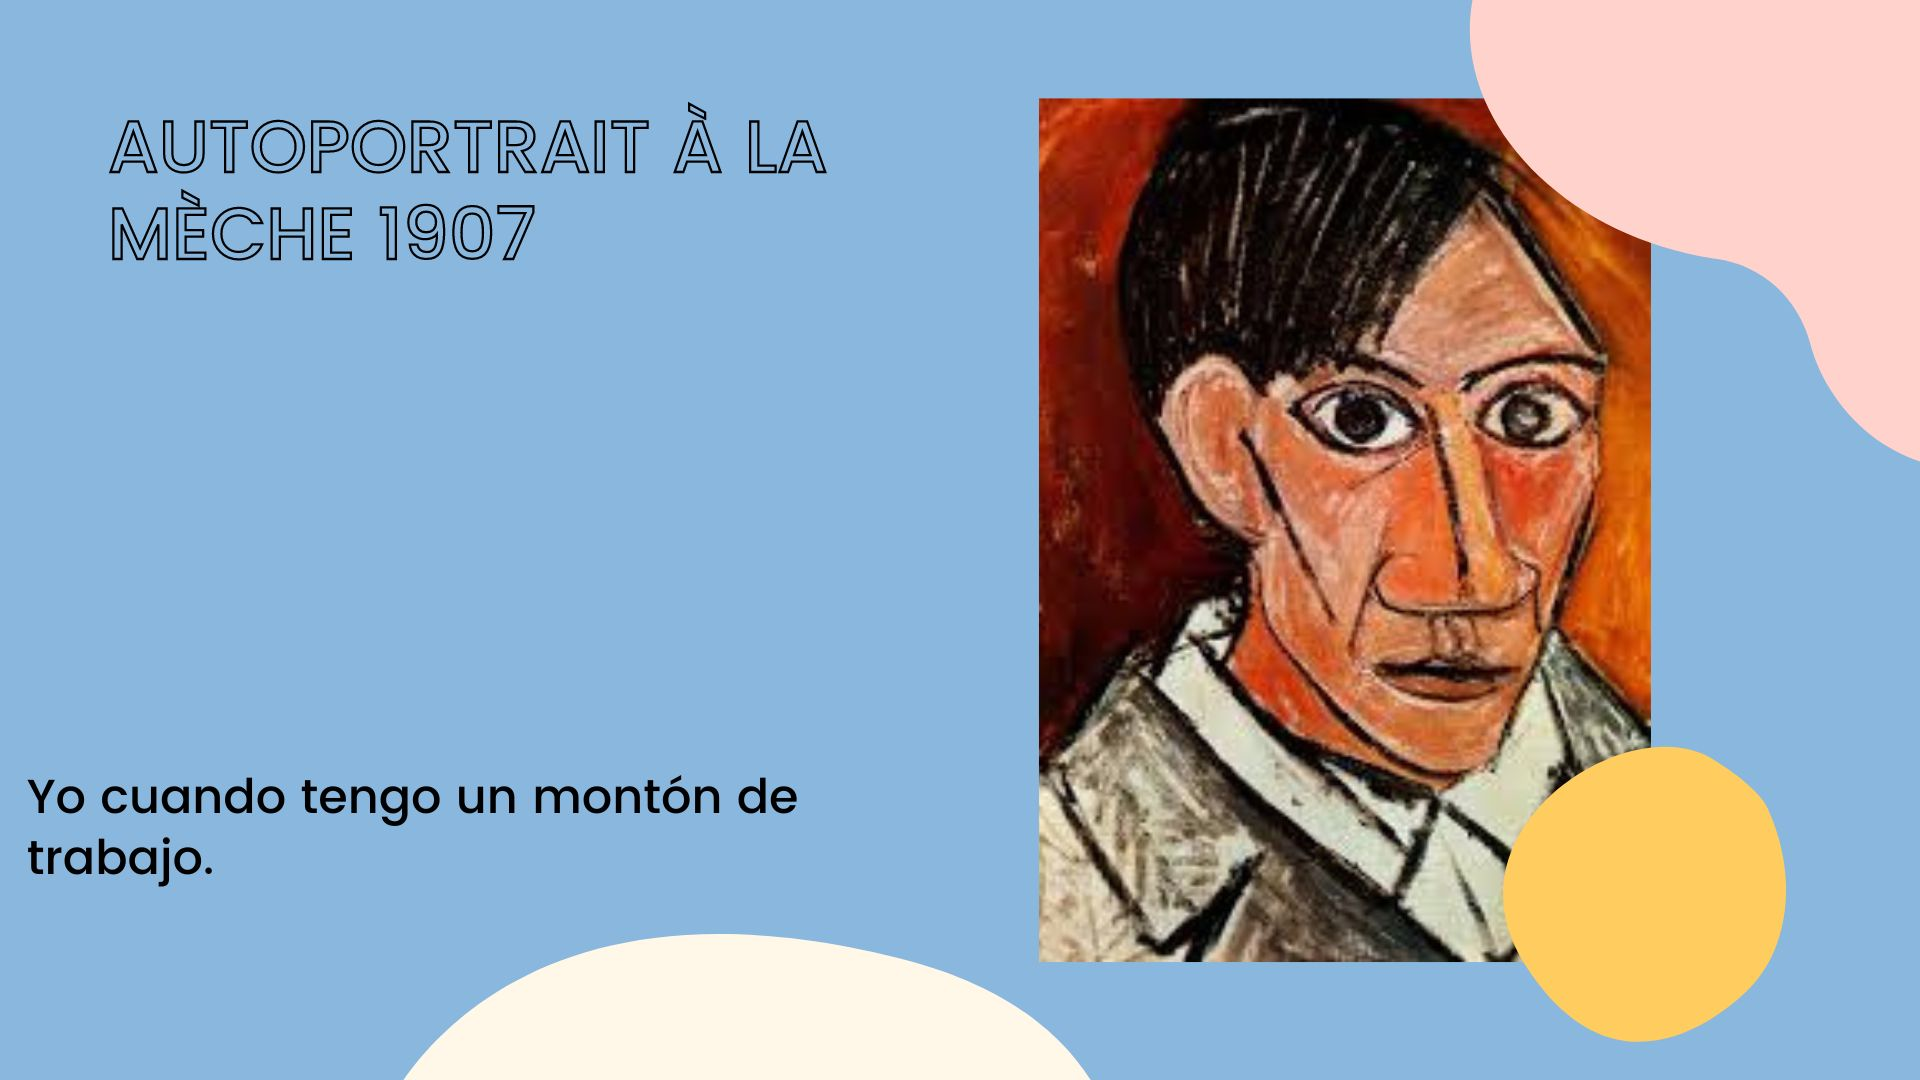 AUTOPORTRAIT À LA
MÈCHE 1907
Yo cuando tengo un montón de
trabajo.